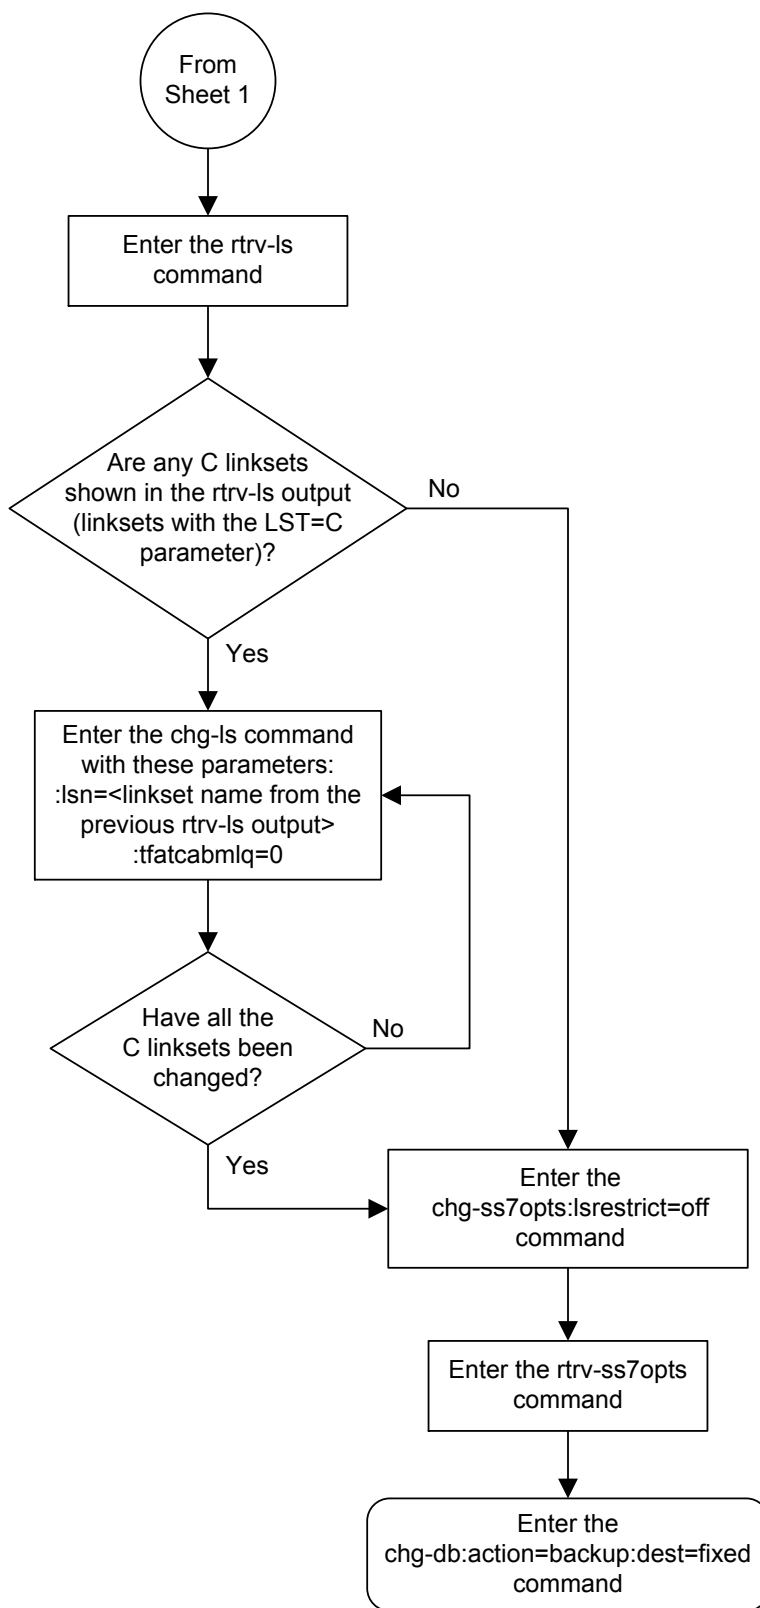 From
Sheet 1
Enter the rtrv-ls
command
Are any C linksets
shown in the rtrv-ls output
(linksets with the LST=C
parameter)?
No
Yes
Enter the chg-ls command
with these parameters:
:lsn=<linkset name from the
previous rtrv-ls output>
:tfatcabmlq=0
Have all the
C linksets been
changed?
No
Yes
Enter the
chg-ss7opts:lsrestrict=off
command
Enter the rtrv-ss7opts
command
Enter the
chg-db:action=backup:dest=fixed
command